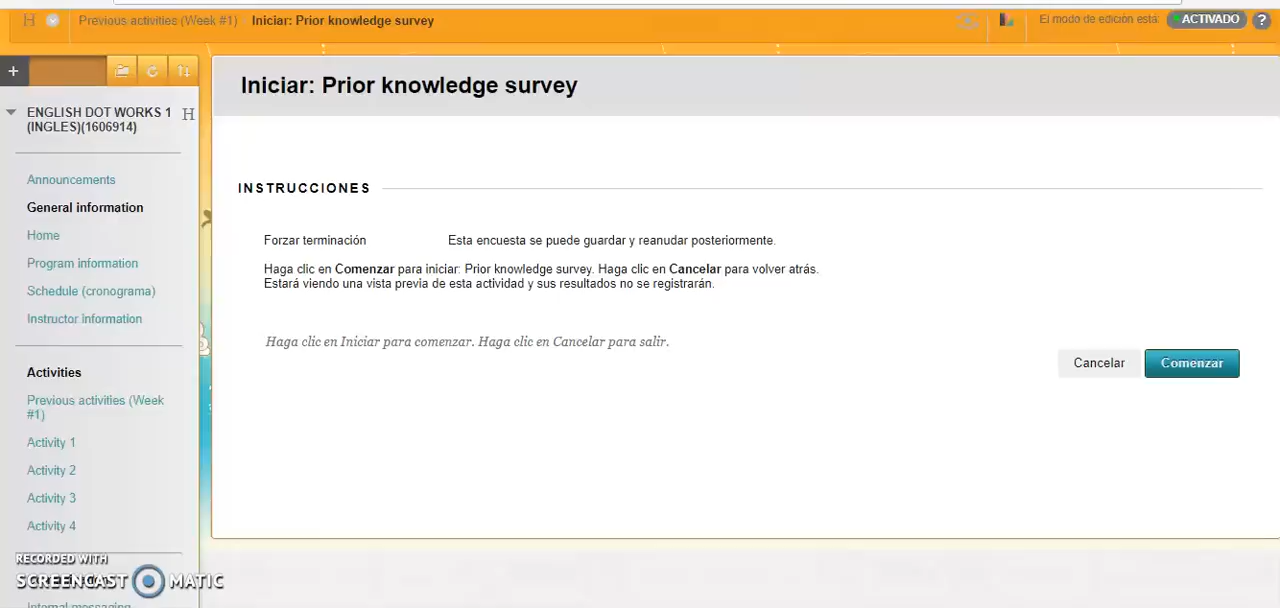 Previous activities (Week #1) Iniciar: Prior knowledge survey El modo de edición está: ACTIVADO ?
+
Iniciar: Prior knowledge survey
ENGLISH DOT WORKS 1 H
(INGLES)(1606914)
Announcements
General information
Home
Program information
Schedule (cronograma)
Instructor information
Activities
Previous activities (Week
#1)
Activity 1
Activity 2
Activity 3
Activity 4
INSTRUCCIONES
Forzar terminación Esta encuesta se puede guardar y reanudar posteriormente.
Haga clic en Comenzar para iniciar: Prior knowledge survey. Haga clic en Cancelar para volver atrás.
Estará viendo una vista previa de esta actividad y sus resultados no se registrarán.
Haga clic en Iniciar para comenzar. Haga clic en Cancelar para salir.
Cancelar Comenzar
RECORDED WITH
SCREENCAST MATIC
Internal messaging